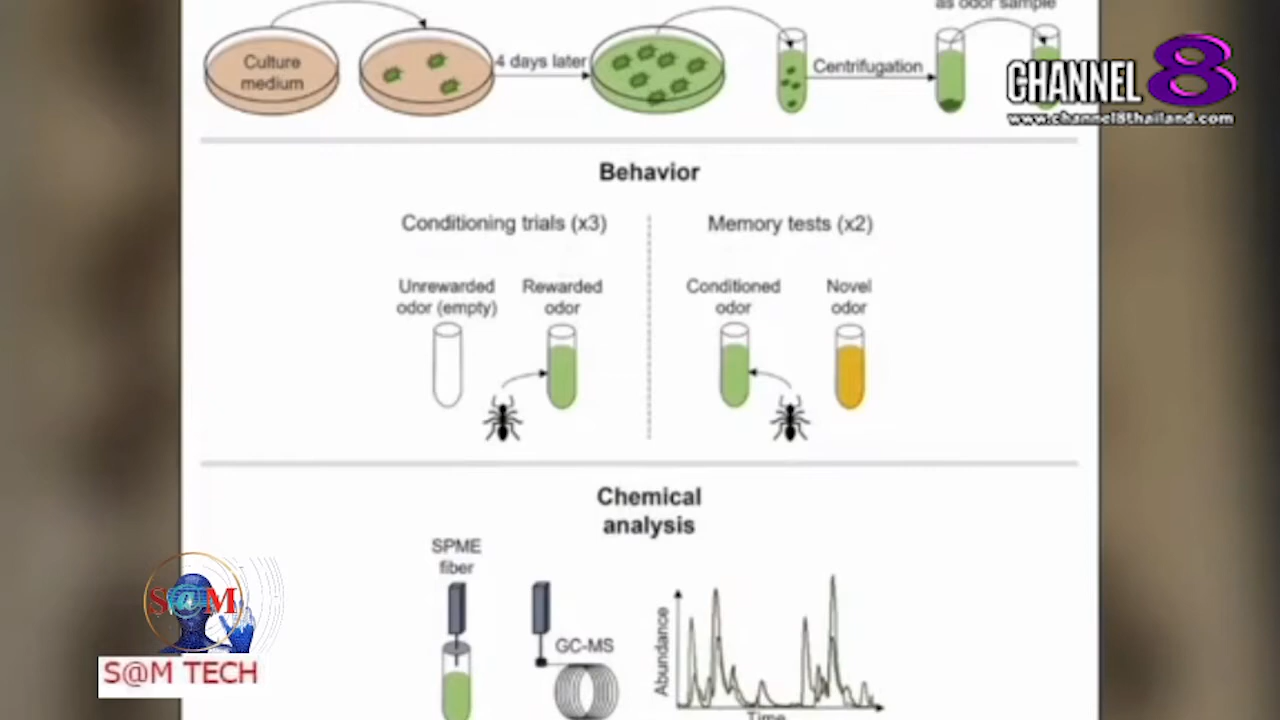 as odor sample
Culture
medium
4 days later
Centrifugation
CHANNEL 8
www.channel8thailand.com
Behavior
Conditioning trials (x3)
Memory tests (x2)
Unrewarded
odor (empty)
Rewarded
odor
Conditioned
odor
Novel
odor
Chemical
analysis
SPME
fiber
GC-MS
Abundance
Time
S@M
S@M TECH